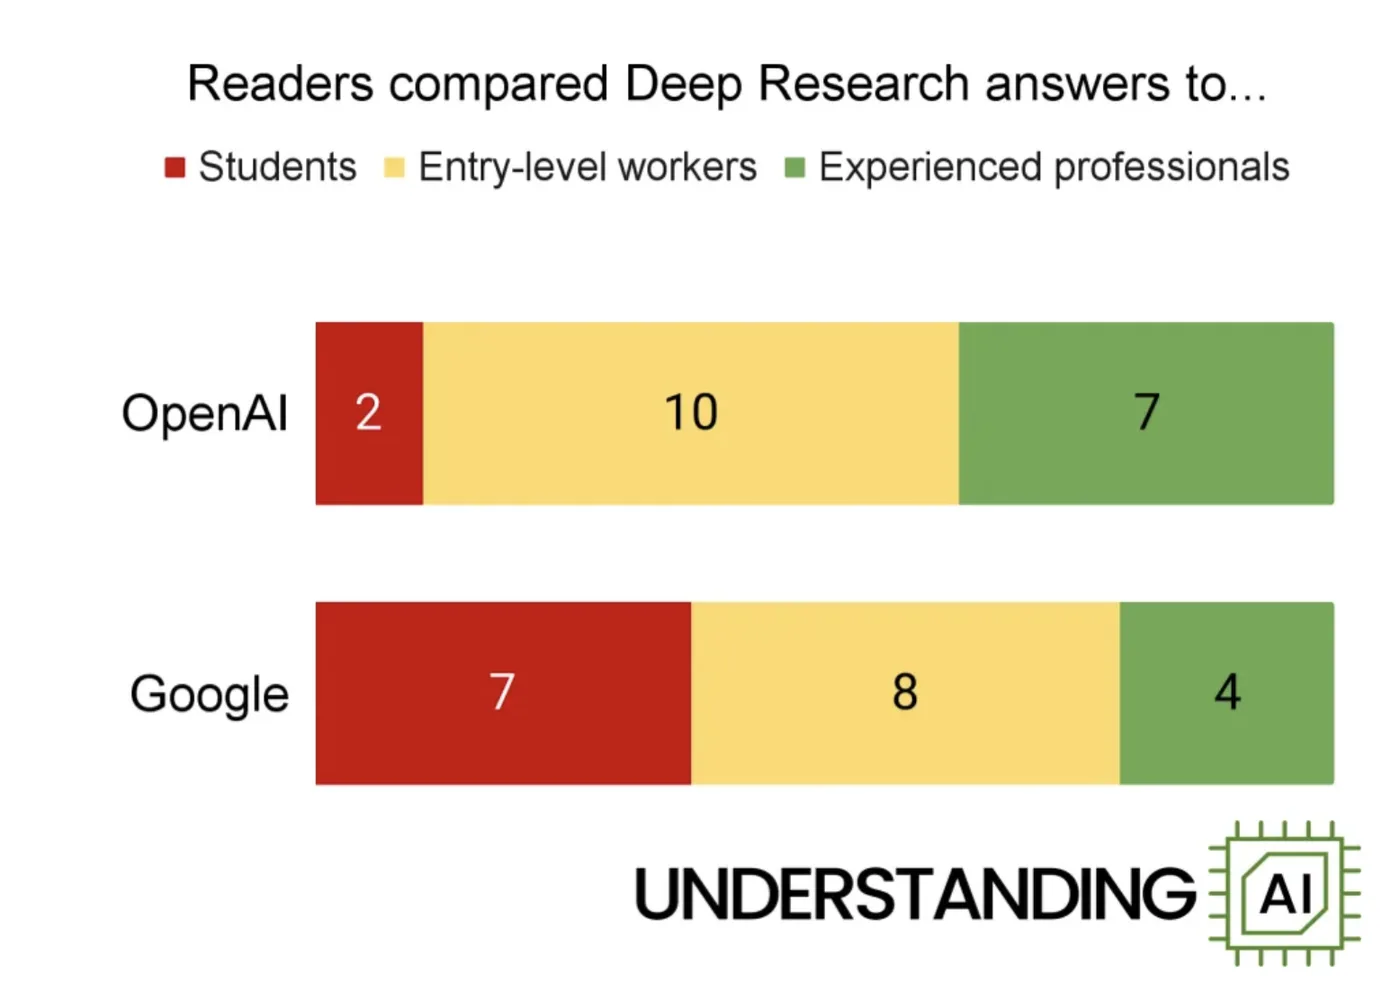 Readers compared Deep Research answers to...
Students Entry-level workers Experienced professionals
OpenAI 2 10 7
Google 7 8 4
UNDERSTANDING AI